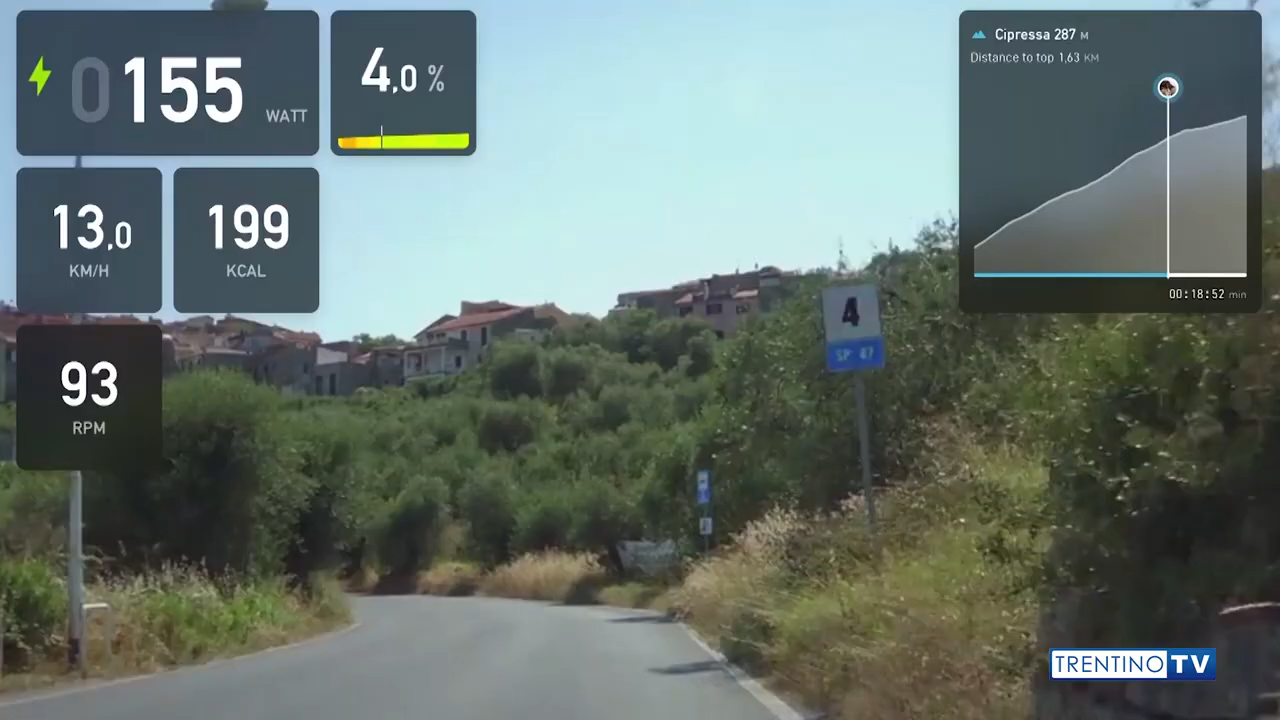 0155 WATT
4,0 %
13,0
KM/H
199
KCAL
93
RPM
Cipressa 287 M
Distance to top 1,63 KM
00:18:52 min
4
SP 47
TRENTINO TV